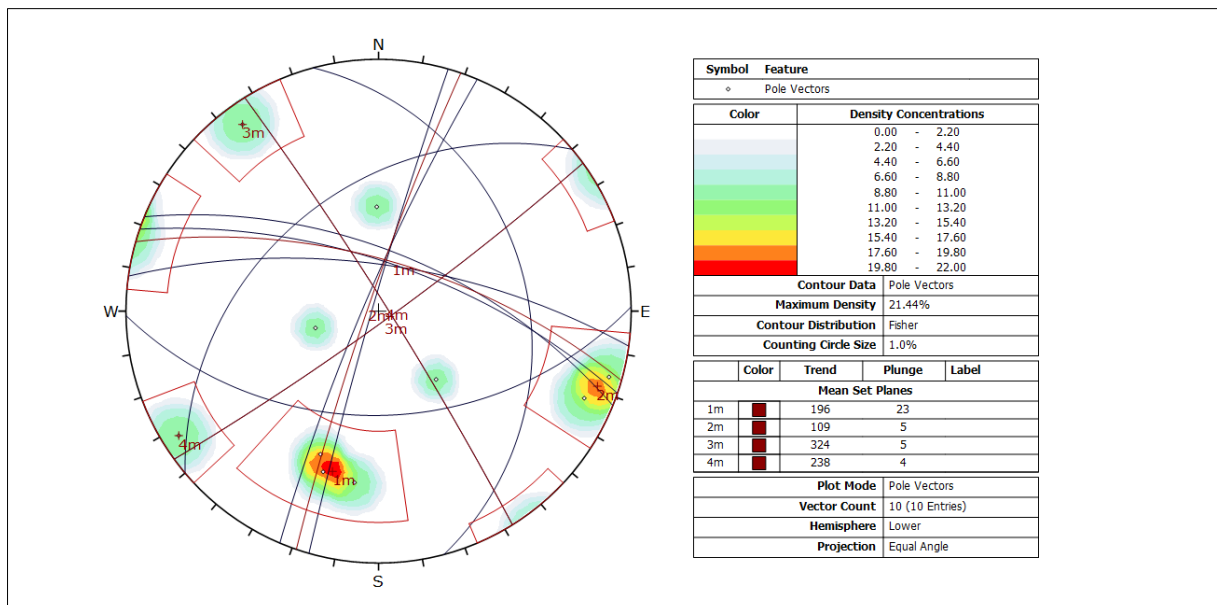 N
3m
1m
W
2m
4m
3m
E
2m
4m
1m
S
Symbol Feature
Pole Vectors
Color Density Concentrations
0.00 - 2.20
2.20 - 4.40
4.40 - 6.60
6.60 - 8.80
8.80 - 11.00
11.00 - 13.20
13.20 - 15.40
15.40 - 17.60
17.60 - 19.80
19.80 - 22.00
Contour Data Pole Vectors
Maximum Density 21.44%
Contour Distribution Fisher
Counting Circle Size 1.0%
Color Trend Plunge Label
Mean Set Planes
1m 196 23
2m 109 5
3m 324 5
4m 238 4
Plot Mode Pole Vectors
Vector Count 10 (10 Entries)
Hemisphere Lower
Projection Equal Angle